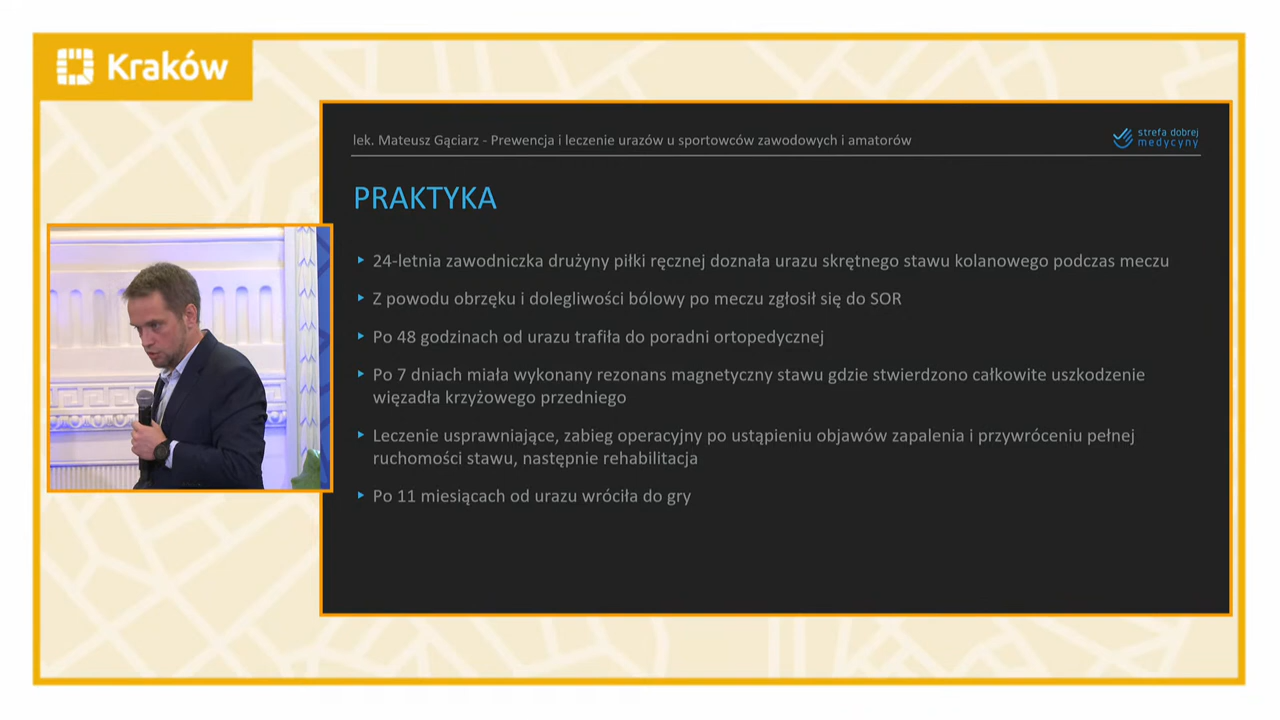 Kraków
lek. Mateusz Gąciarz - Prewencja i leczenie urazów u sportowców zawodowych i amatorów
strefa dobrej
medycyny
PRAKTYKA
24-letnia zawodniczka drużyny piłki ręcznej doznała urazu skrętnego stawu kolanowego podczas meczu
Z powodu obrzęku i dolegliwości bólowy po meczu zgłosił się do SOR
Po 48 godzinach od urazu trafiła do poradni ortopedycznej
Po 7 dniach miała wykonany rezonans magnetyczny stawu gdzie stwierdzono całkowite uszkodzenie
więzadła krzyżowego przedniego
Leczenie usprawniające, zabieg operacyjny po ustąpieniu objawów zapalenia i przywróceniu pełnej
ruchomości stawu, następnie rehabilitacja
Po 11 miesiącach od urazu wróciła do gry